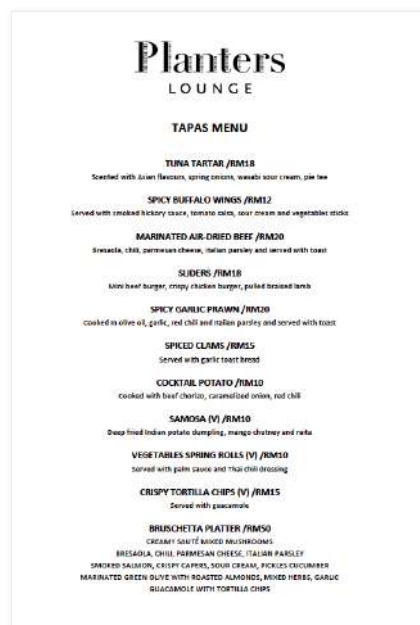 Planters
LOUNGE
TAPAS MENU
TUNA TARTAR /RM18
Scented with Asian flavours, spring onions, wasabi sour cream, pie tee
SPICY BUFFALO WINGS /RM12
Served with smoked hickory sauce, tomato salsa, sour cream and vegetables sticks
MARINATED AIR-DRIED BEEF /RM20
Bresaola, chili, parmesan cheese, italian parsley and served with toast
SLIDERS /RM18
Mini beef burger, crispy chicken burger, pulled braised lamb
SPICY GARLIC PRAWN /RM20
Cooked in olive oil, garlic, red chili and Italian parsley and served with toast
SPICED CLAMS /RM15
Served with garlic toast bread
COCKTAIL POTATO /RM10
Cooked with beef chorizo, caramelized onion, red chili
SAMOSA (V) /RM10
Deep fried Indian potato dumpling, mango chutney and raita
VEGETABLES SPRING ROLLS (V) /RM10
Served with palm sauce and Thai chili dressing
CRISPY TORTILLA CHIPS (V) /RM15
Served with guacamole
BRUSCHETTA PLATTER /RM50
CREAMY SAUTÉ MIXED MUSHROOMS
BRESAOLA, CHILI, PARMESAN CHEESE, ITALIAN PARSLEY
SMOKED SALMON, CRISPY CAPERS, SOUR CREAM, PICKLES CUCUMBER
MARINATED GREEN OLIVE WITH ROASTED ALMONDS, MIXED HERBS, GARLIC
GUACAMOLE WITH TORTILLA CHIPS